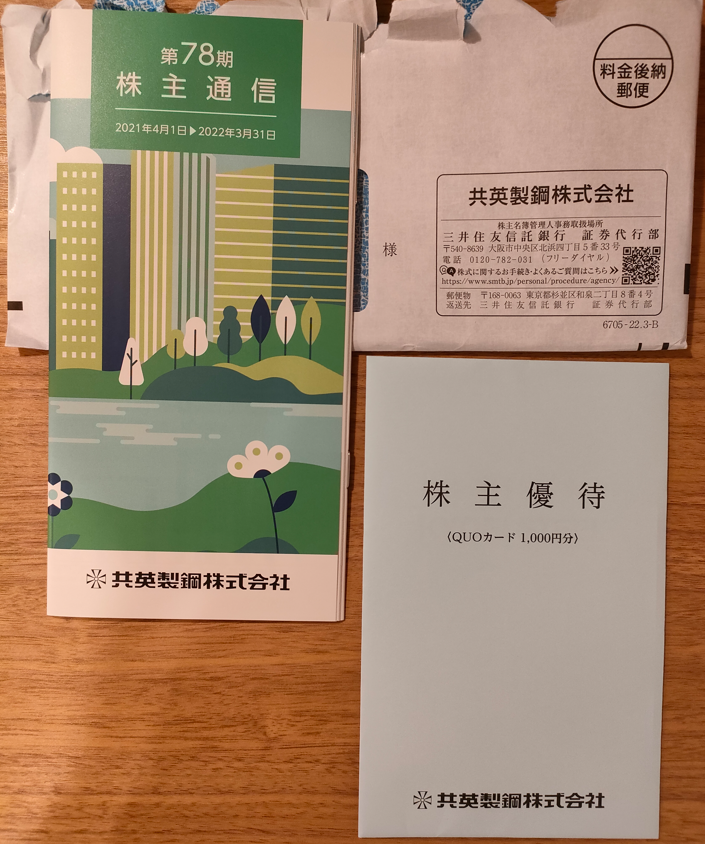 第78期
株主通信
2021年4月1日▶2022年3月31日
共英製鋼株式会社
料金後納
郵便
共英製鋼株式会社
株主名簿管理人事務取扱場所
三井住友信託銀行 証券代行部
〒540-8639 大阪市中央区北浜四丁目5番33号
電話 0120-782-031 (フリーダイヤル)
QA 株式に関するお手続き・よくあるご質問はこちら
https://www.smtb.jp/personal/procedure/agency/
郵便物 〒168-0063 東京都杉並区和泉二丁目8番4号
返送先 三井住友信託銀行 証券代行部
6705-22.3-B
様
株主優待
〈QUOカード 1,000円分〉
共英製鋼株式会社